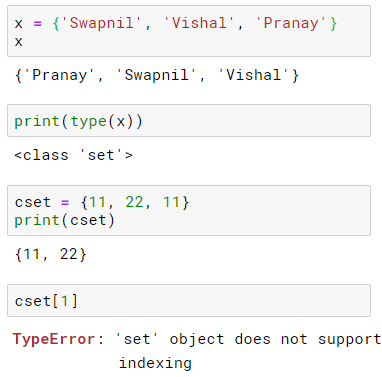 x = {'Swapnil', 'Vishal', 'Pranay'}
x
{'Pranay', 'Swapnil', 'Vishal'}
print(type(x))
<class 'set'>
cset = {11, 22, 11}
print(cset)
{11, 22}
cset[1]
TypeError: 'set' object does not support
indexing